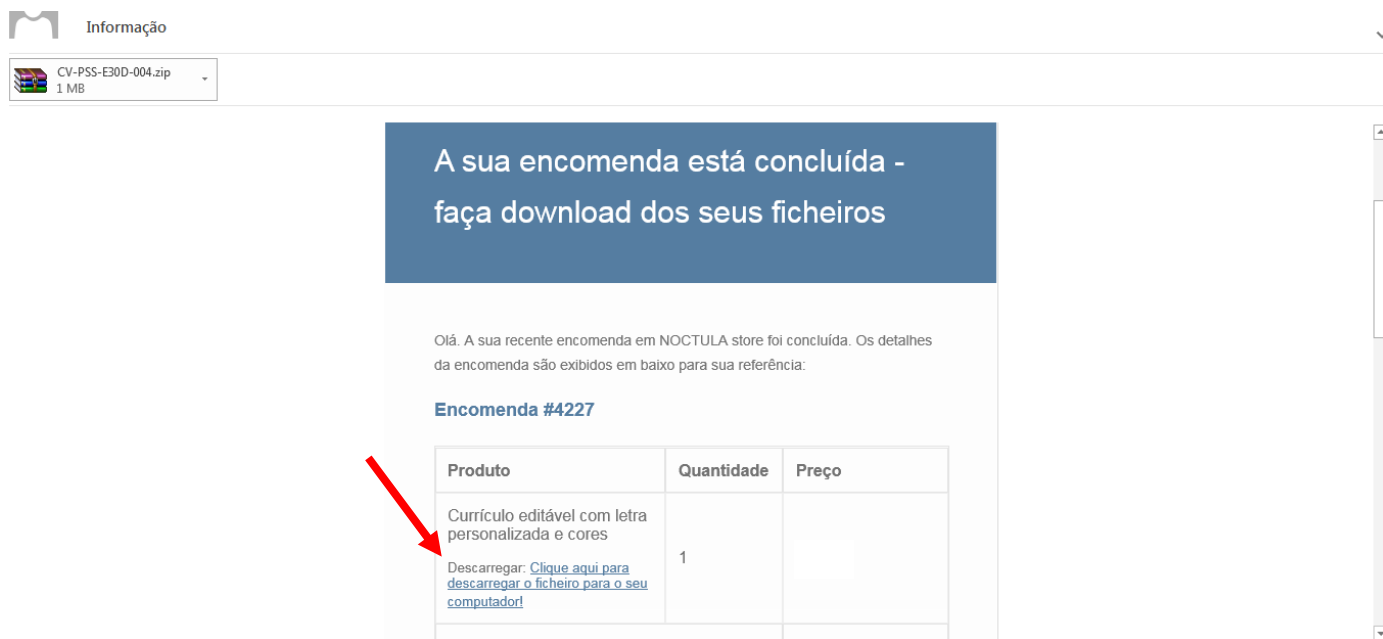 Informação
CV-PSS-E30D-004.zip
1 MB
A sua encomenda está concluída -
faça download dos seus ficheiros
Olá. A sua recente encomenda em NOCTULA store foi concluída. Os detalhes
da encomenda são exibidos em baixo para sua referência:
Encomenda #4227
Produto Quantidade Preço
Currículo editável com letra
personalizada e cores
1
Descarregar: Clique aqui para
descarregar o ficheiro para o seu
computador!